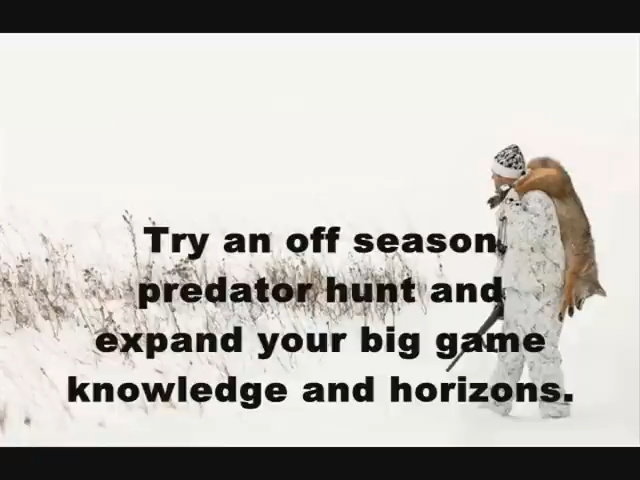 Try an off season
predator hunt and
expand your big game
knowledge and horizons.